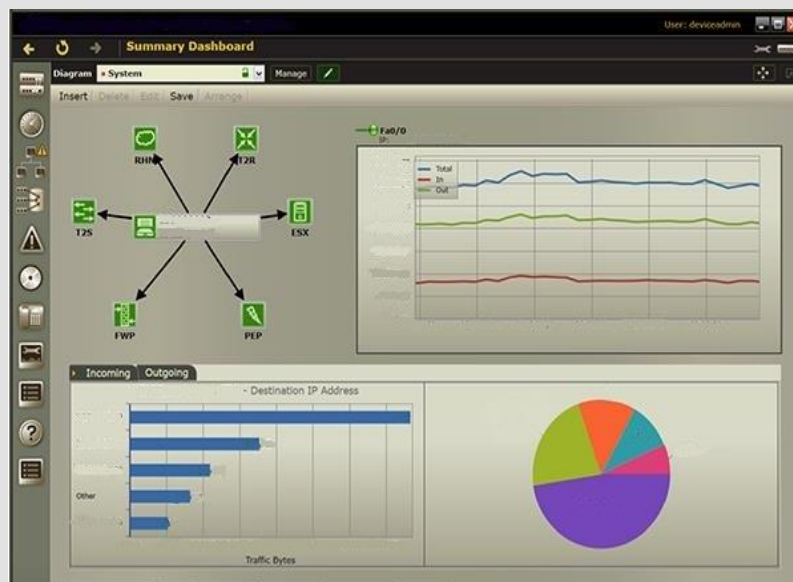 User: deviceadmin
Summary Dashboard
Diagram System Manage
Insert Delete Edit Save Arrange
RHN
T2R
T2S
ESX
FWP
PEP
Fa0/0
IP:
Total
In
Out
Incoming Outgoing
- Destination IP Address
Other
Traffic Bytes